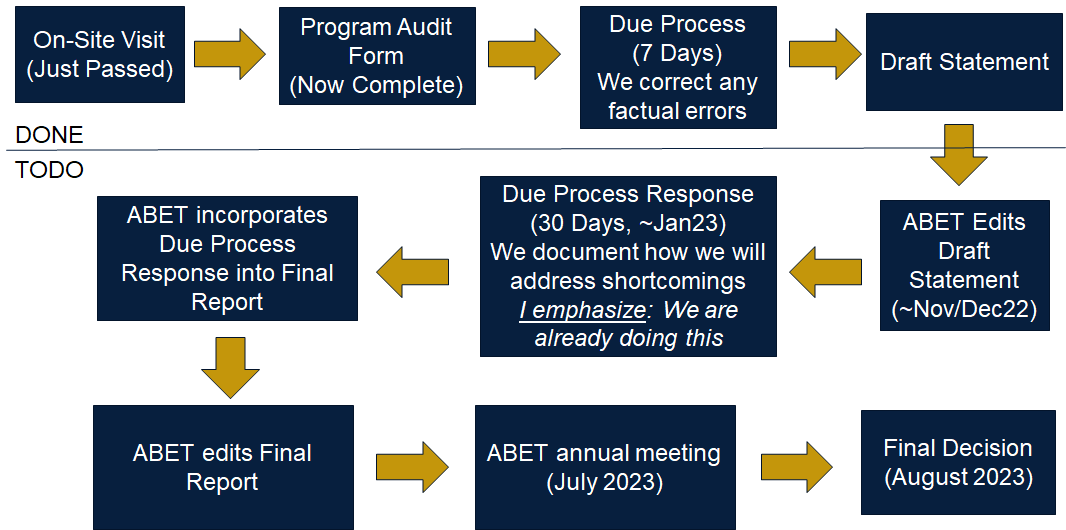 On-Site Visit
(Just Passed)
Program Audit
Form
(Now Complete)
Due Process
(7 Days)
We correct any
factual errors
Draft Statement
DONE
TODO
ABET Edits
Draft
Statement
(~Nov/Dec22)
Due Process Response
(30 Days, ~Jan23)
We document how we will
address shortcomings
I emphasize: We are
already doing this
ABET incorporates
Due Process
Response into Final
Report
ABET edits Final
Report
ABET annual meeting
(July 2023)
Final Decision
(August 2023)